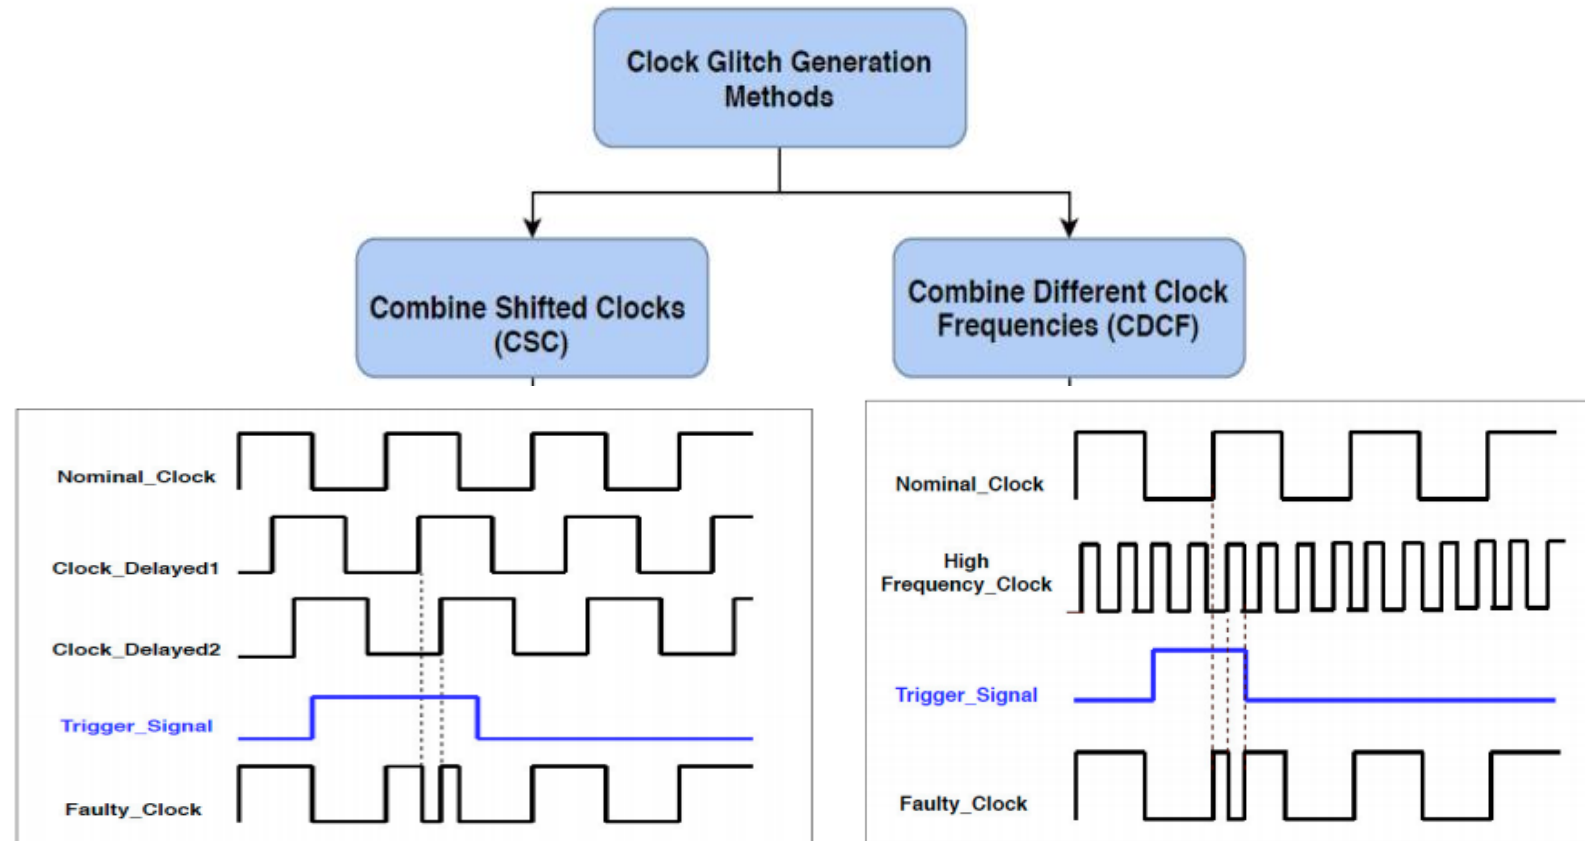 Clock Glitch Generation
Methods
Combine Shifted Clocks
(CSC)
Combine Different Clock
Frequencies (CDCF)
Nominal_Clock
Clock_Delayed1
Clock_Delayed2
Trigger_Signal
Faulty_Clock
Nominal_Clock
High
Frequency_Clock
Trigger_Signal
Faulty_Clock